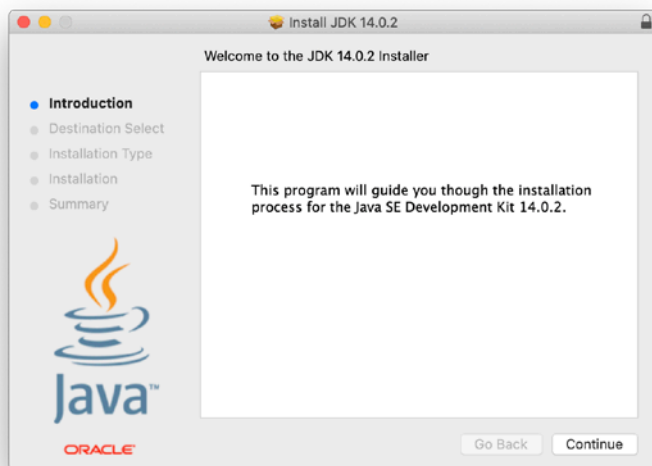 Install JDK 14.0.2
Welcome to the JDK 14.0.2 Installer
Introduction
Destination Select
Installation Type
Installation
Summary
This program will guide you though the installation
process for the Java SE Development Kit 14.0.2.
Java™
ORACLE®
Go Back
Continue